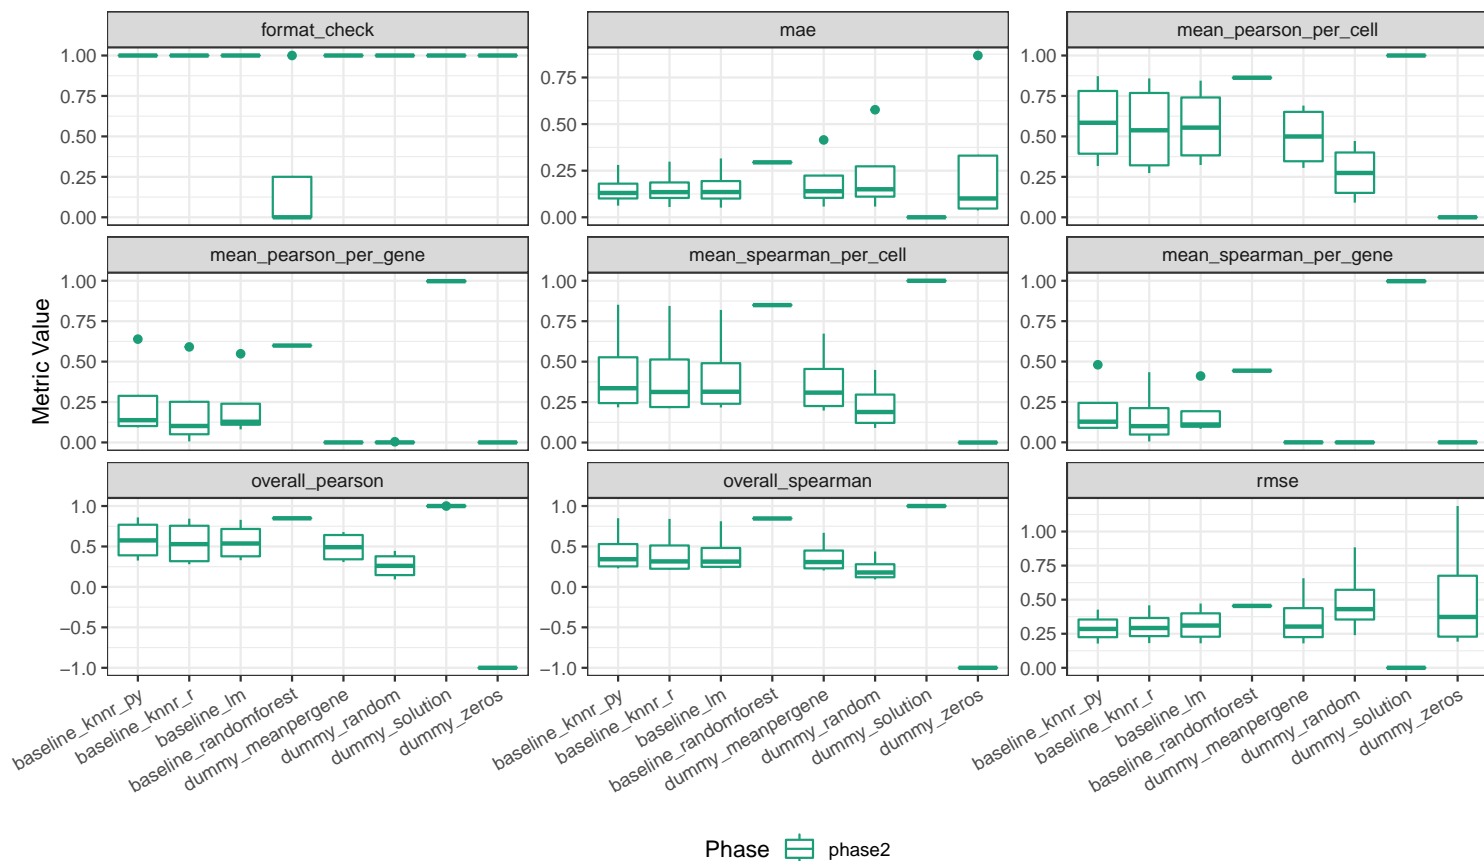 format_check
mae
mean_pearson_per_cell
1.00
0.75
0.50
0.25
0.00
0.75
0.50
0.25
0.00
1.00
0.75
0.50
0.25
0.00
mean_pearson_per_gene
mean_spearman_per_cell
mean_spearman_per_gene
1.00
0.75
0.50
0.25
0.00
1.00
0.75
0.50
0.25
0.00
1.00
0.75
0.50
0.25
0.00
overall_pearson
overall_spearman
rmse
1.0
0.5
0.0
−0.5
−1.0
1.0
0.5
0.0
−0.5
−1.0
1.00
0.75
0.50
0.25
0.00
Metric Value
baseline_knnr_py
baseline_knnr_r
baseline_lm
baseline_randomforest
dummy_meanpergene
dummy_random
dummy_solution
dummy_zeros
baseline_knnr_py
baseline_knnr_r
baseline_lm
baseline_randomforest
dummy_meanpergene
dummy_random
dummy_solution
dummy_zeros
baseline_knnr_py
baseline_knnr_r
baseline_lm
baseline_randomforest
dummy_meanpergene
dummy_random
dummy_solution
dummy_zeros
Phase phase2